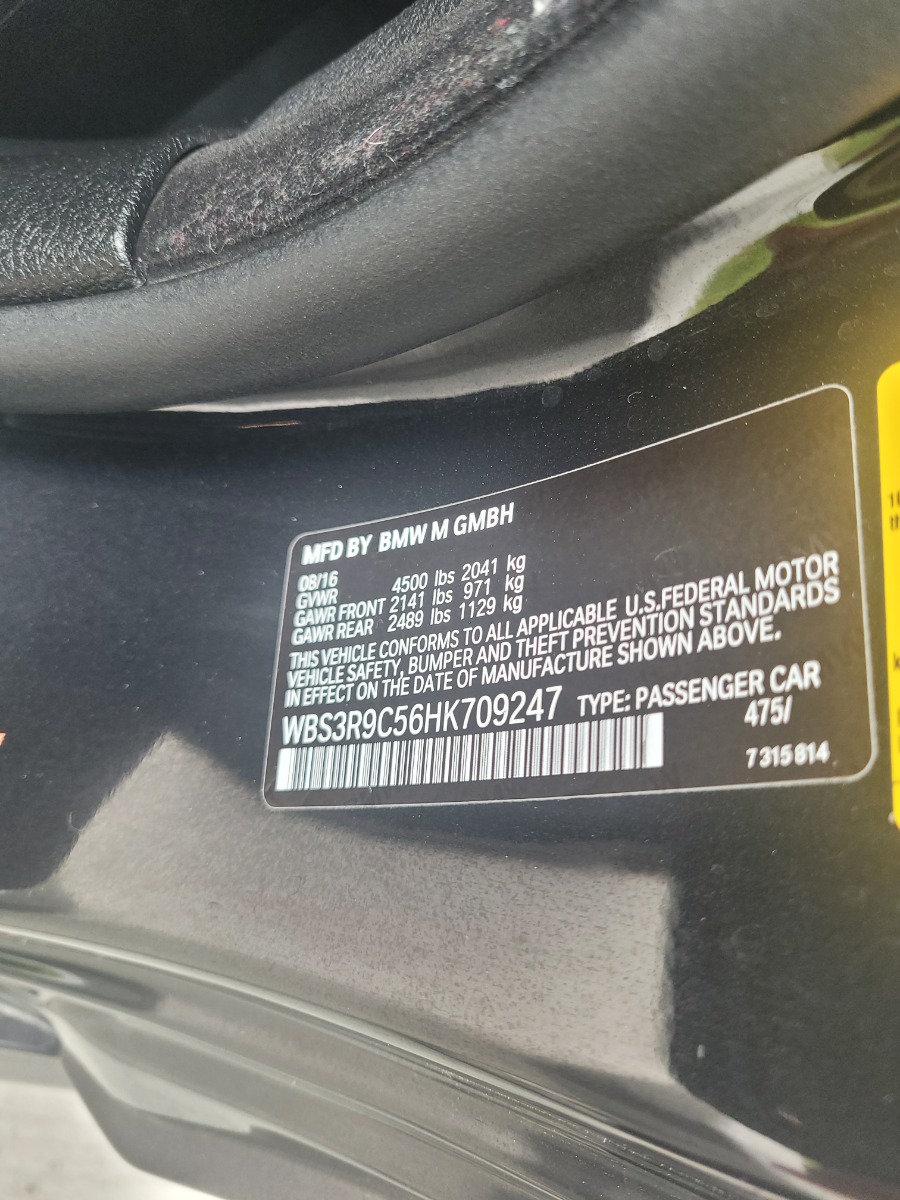 MFD BY BMW M GMBH
08/16
GVWR 4500 lbs 2041 kg
GAWR FRONT 2141 lbs 971 kg
GAWR REAR 2489 lbs 1129 kg
THIS VEHICLE CONFORMS TO ALL APPLICABLE U.S.FEDERAL MOTOR
VEHICLE SAFETY, BUMPER AND THEFT PREVENTION STANDARDS
IN EFFECT ON THE DATE OF MANUFACTURE SHOWN ABOVE.
WBS3R9C56HK709247 TYPE: PASSENGER CAR
475/
7 315 814